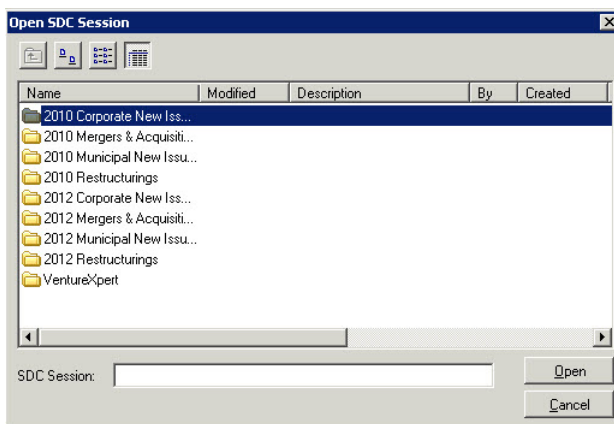 Open SDC Session
Name Modified Description By Created
2010 Corporate New Iss...
2010 Mergers & Acquisiti...
2010 Municipal New Issu...
2010 Restructurings
2012 Corporate New Iss...
2012 Mergers & Acquisiti...
2012 Municipal New Issu...
2012 Restructurings
VentureXpert
SDC Session:
Open
Cancel